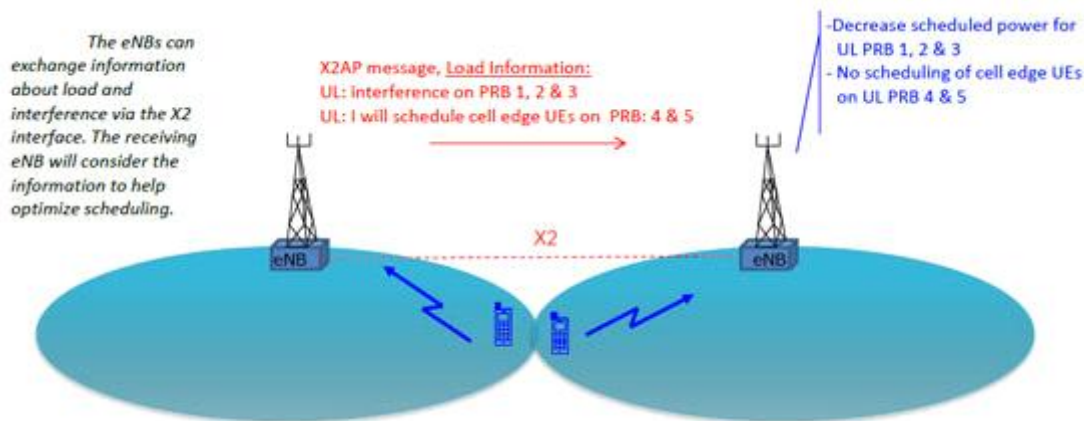 The eNBs can
exchange information
about load and
interference via the X2
interface. The receiving
eNB will consider the
information to help
optimize scheduling.
X2AP message, Load Information:
UL: interference on PRB 1, 2 & 3
UL: I will schedule cell edge UEs on PRB: 4 & 5
-Decrease scheduled power for
UL PRB 1, 2 & 3
- No scheduling of cell edge UEs
on UL PRB 4 & 5
X2
eNB
eNB